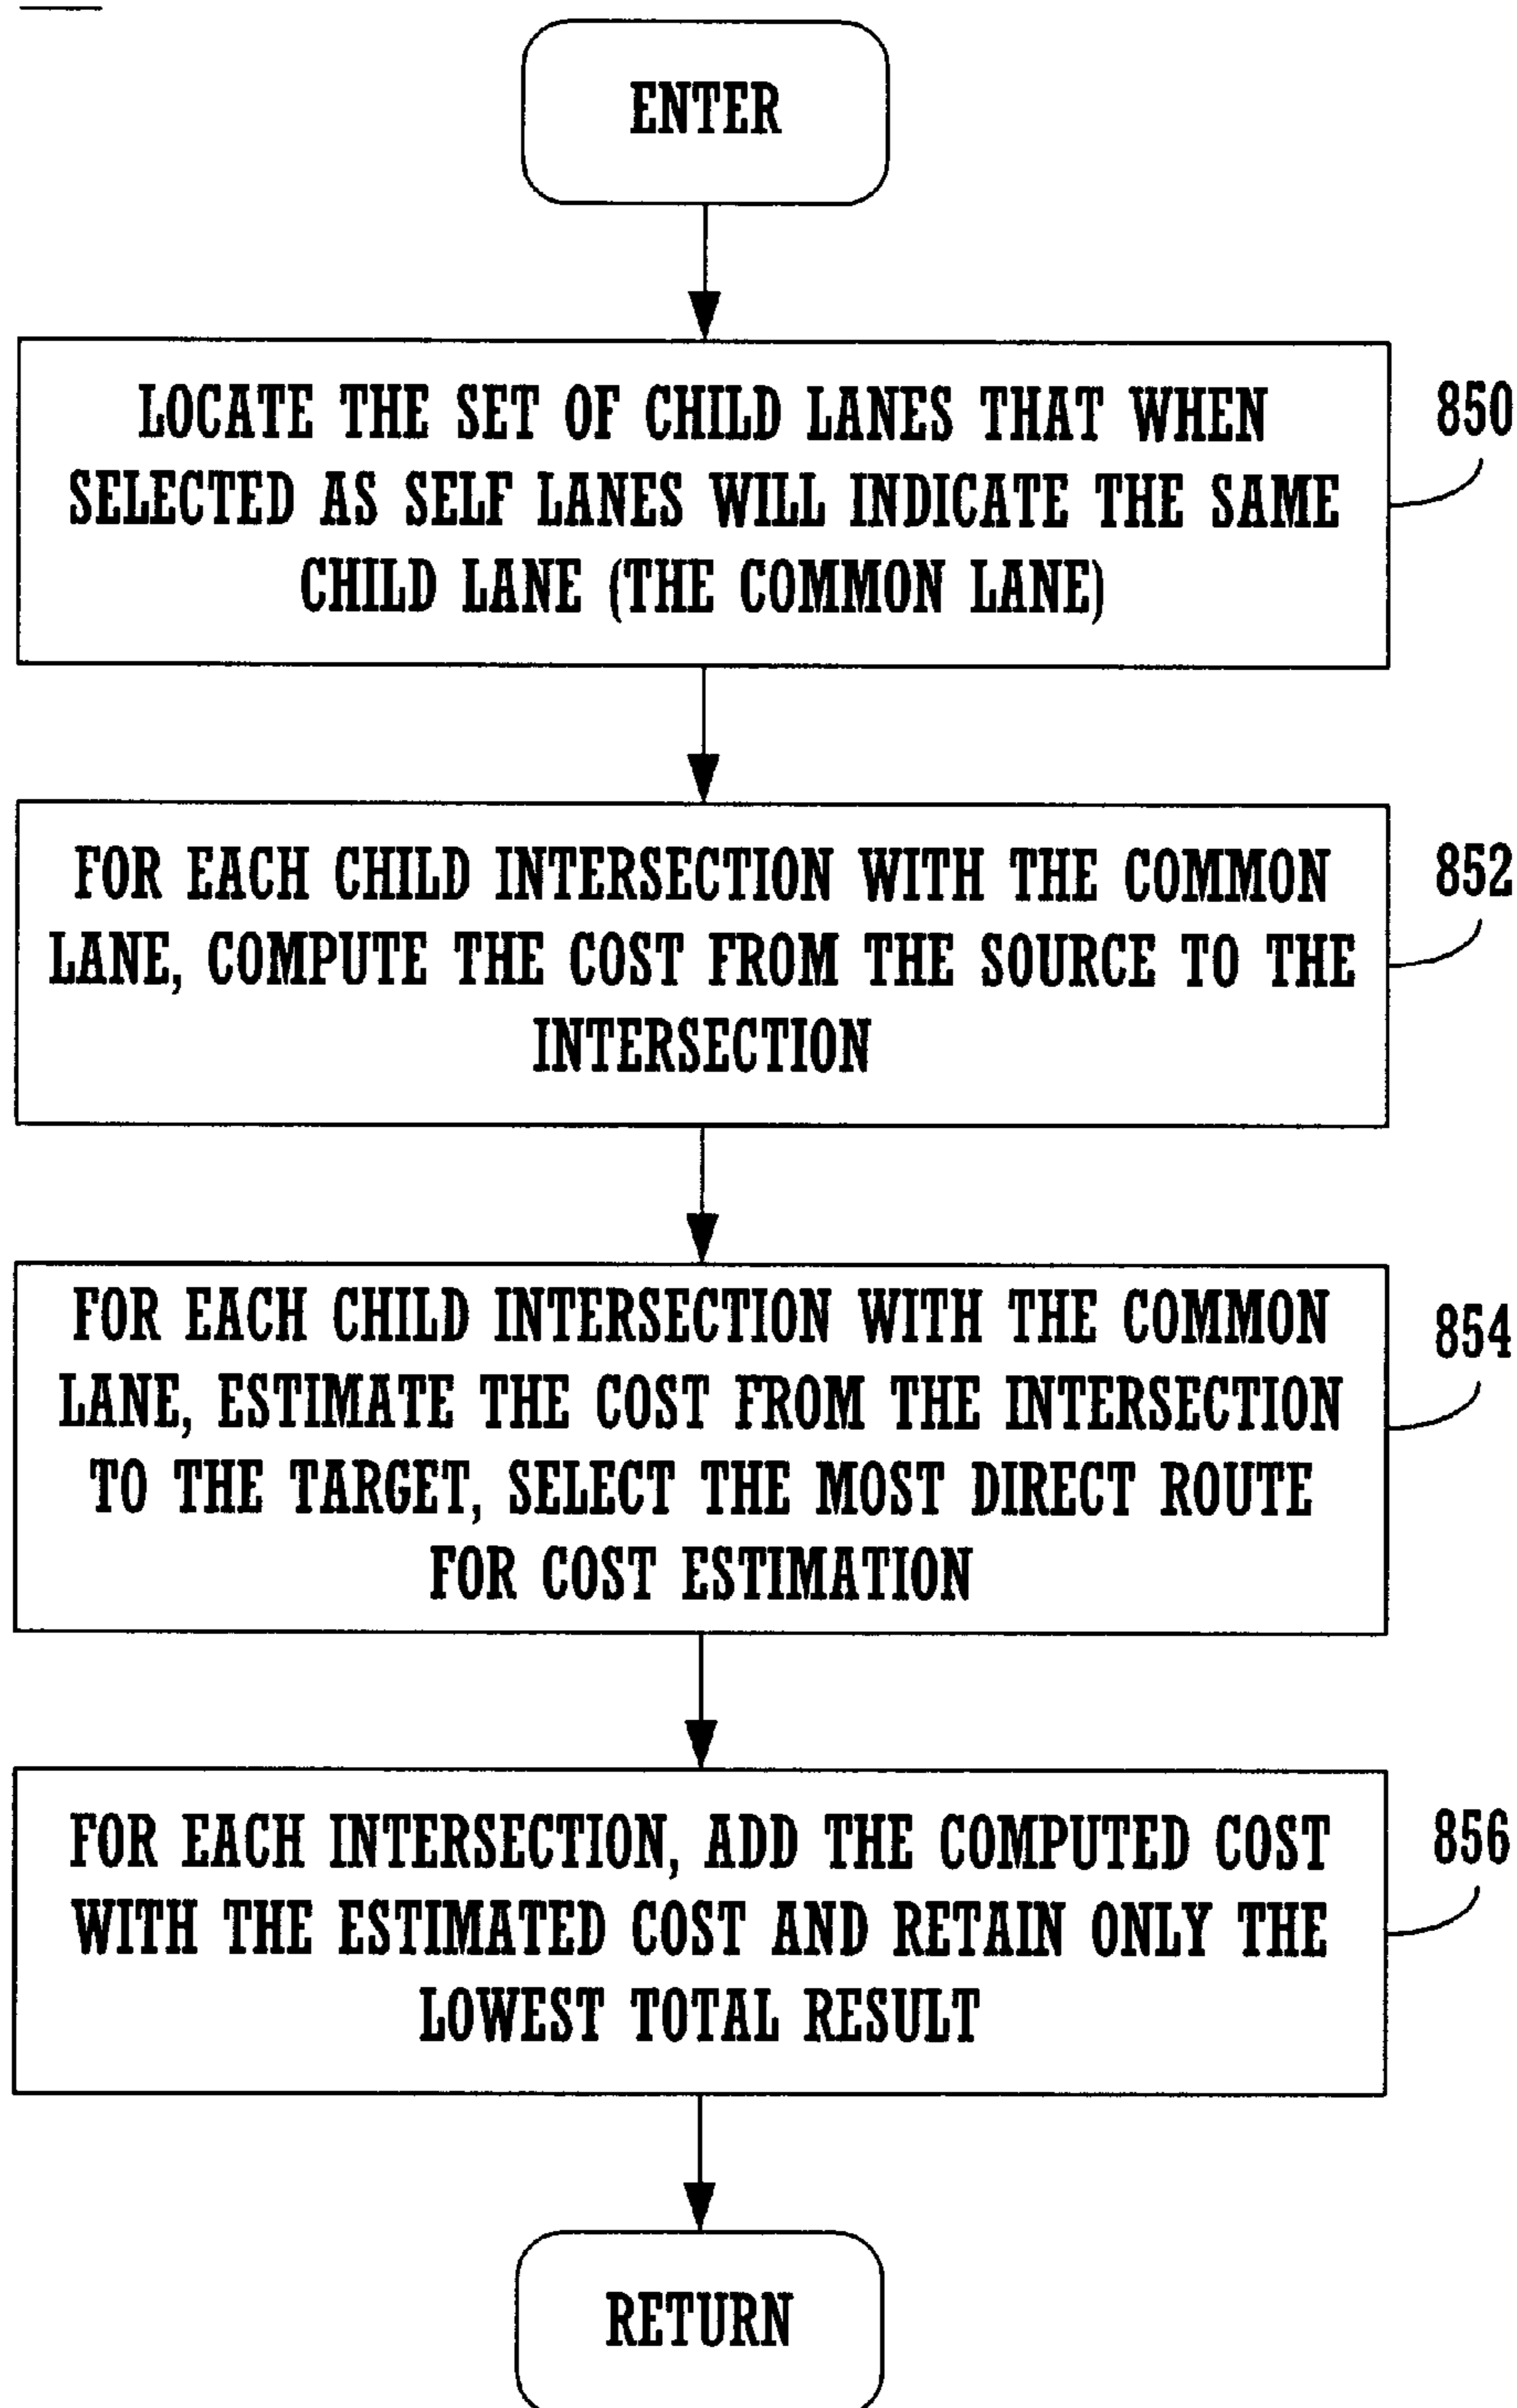 ENTER
LOCATE THE SET OF CHILD LANES THAT WHEN
SELECTED AS SELF LANES WILL INDICATE THE SAME
CHILD LANE (THE COMMON LANE)
850
FOR EACH CHILD INTERSECTION WITH THE COMMON
LANE, COMPUTE THE COST FROM THE SOURCE TO THE
INTERSECTION
852
FOR EACH CHILD INTERSECTION WITH THE COMMON
LANE, ESTIMATE THE COST FROM THE INTERSECTION
TO THE TARGET, SELECT THE MOST DIRECT ROUTE
FOR COST ESTIMATION
854
FOR EACH INTERSECTION, ADD THE COMPUTED COST
WITH THE ESTIMATED COST AND RETAIN ONLY THE
LOWEST TOTAL RESULT
856
RETURN